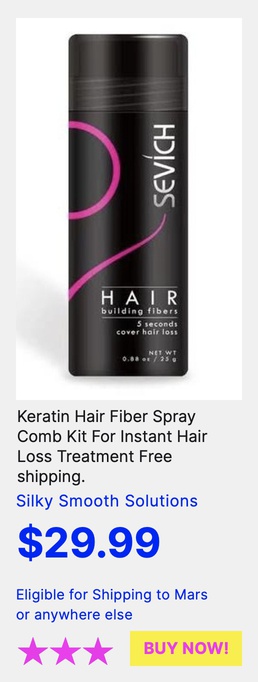 SEVÍCH
HAIR
building fibers
5 seconds
cover hair loss
NET WT
0.88 oz / 25 g
Keratin Hair Fiber Spray
Comb Kit For Instant Hair
Loss Treatment Free
shipping.
Silky Smooth Solutions
$29.99
Eligible for Shipping to Mars
or anywhere else
BUY NOW!